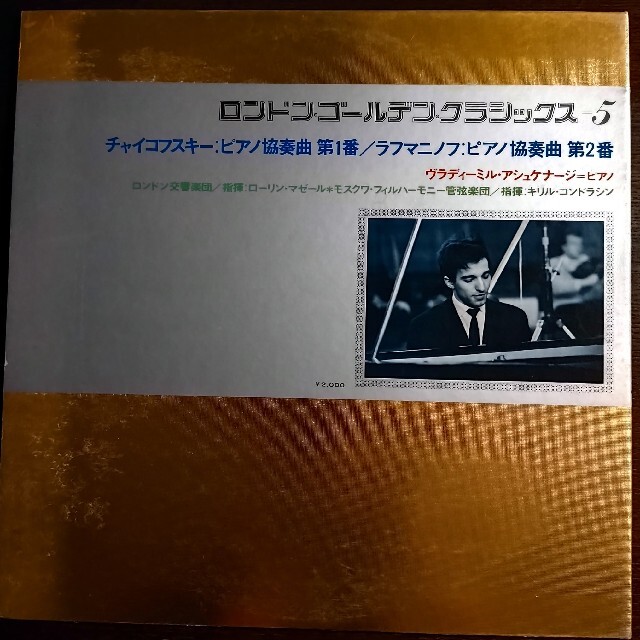 ロンドン・ゴールデン・クラシックス-5
チャイコフスキー:ピアノ協奏曲 第1番/ラフマニノフ:ピアノ協奏曲 第2番
ヴラディーミル・アシュケナージ=ピアノ
ロンドン交響楽団/指揮:ローリン・マゼール*モスクワ・フィルハーモニー管弦楽団/指揮:キリル・コンドラシン
¥2,000